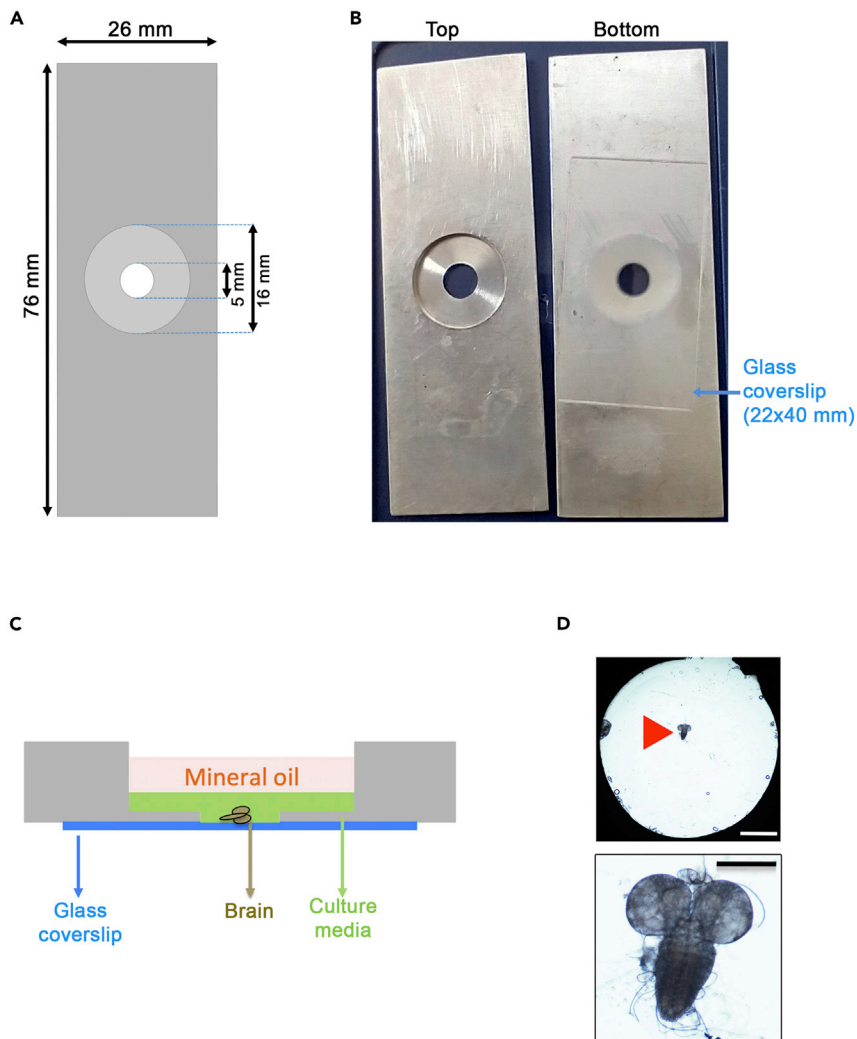 A
26 mm
76 mm
5 mm
16 mm
B
Top
Bottom
Glass
coverslip
(22x40 mm)
C
Mineral oil
Glass
coverslip
Brain
Culture
media
D